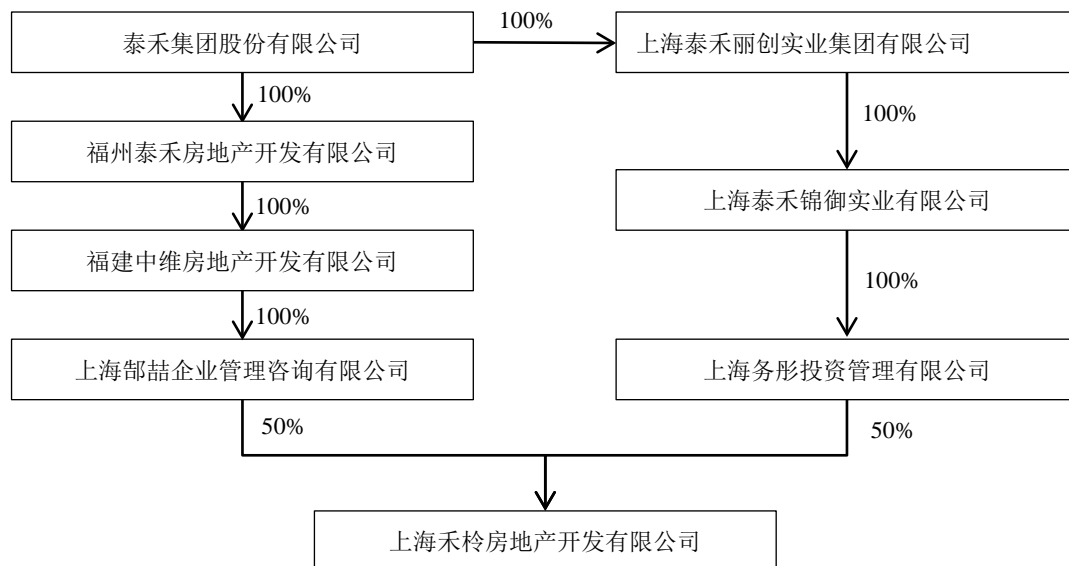 泰禾集团股份有限公司
100%
上海泰禾丽创实业集团有限公司
100%
100%
福州泰禾房地产开发有限公司
上海泰禾锦御实业有限公司
100%
福建中维房地产开发有限公司
100%
100%
上海郜喆企业管理咨询有限公司
上海务彤投资管理有限公司
50%
50%
上海禾柃房地产开发有限公司